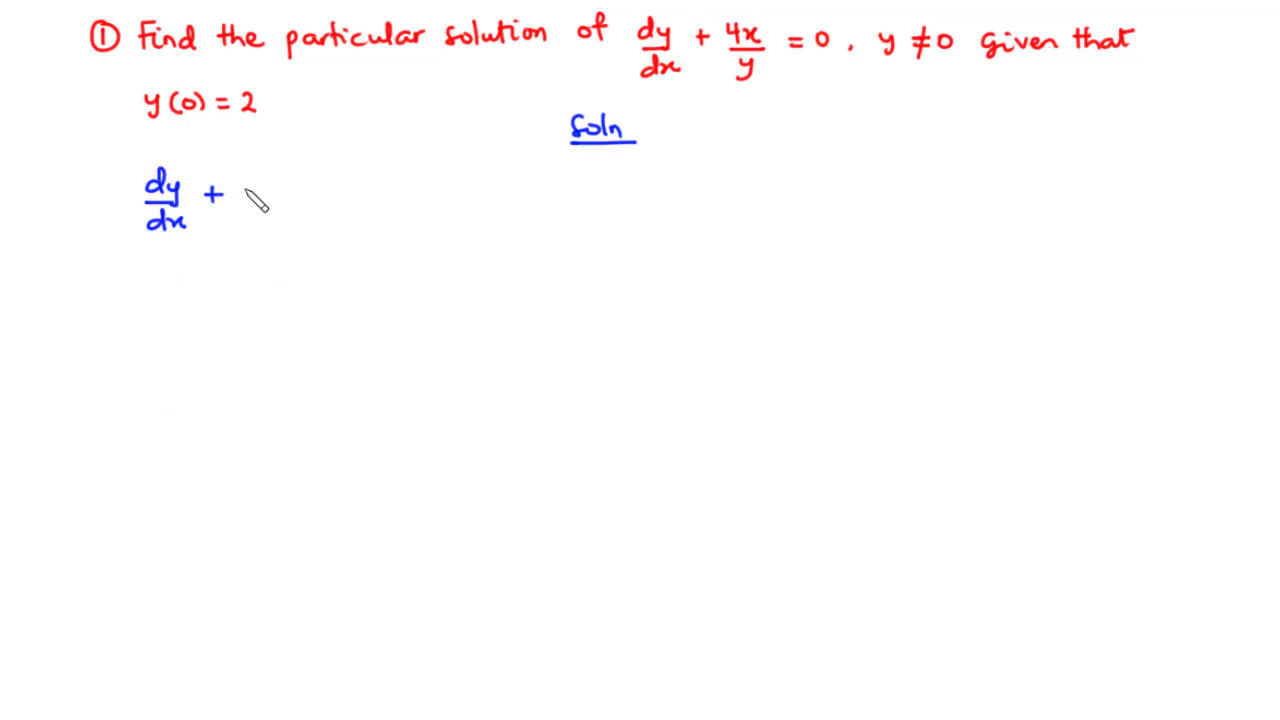 ① Find the particular solution of dy/dx + 4x/y = 0, y ≠ 0 given that
y(0) = 2
Soln
dy/dx +